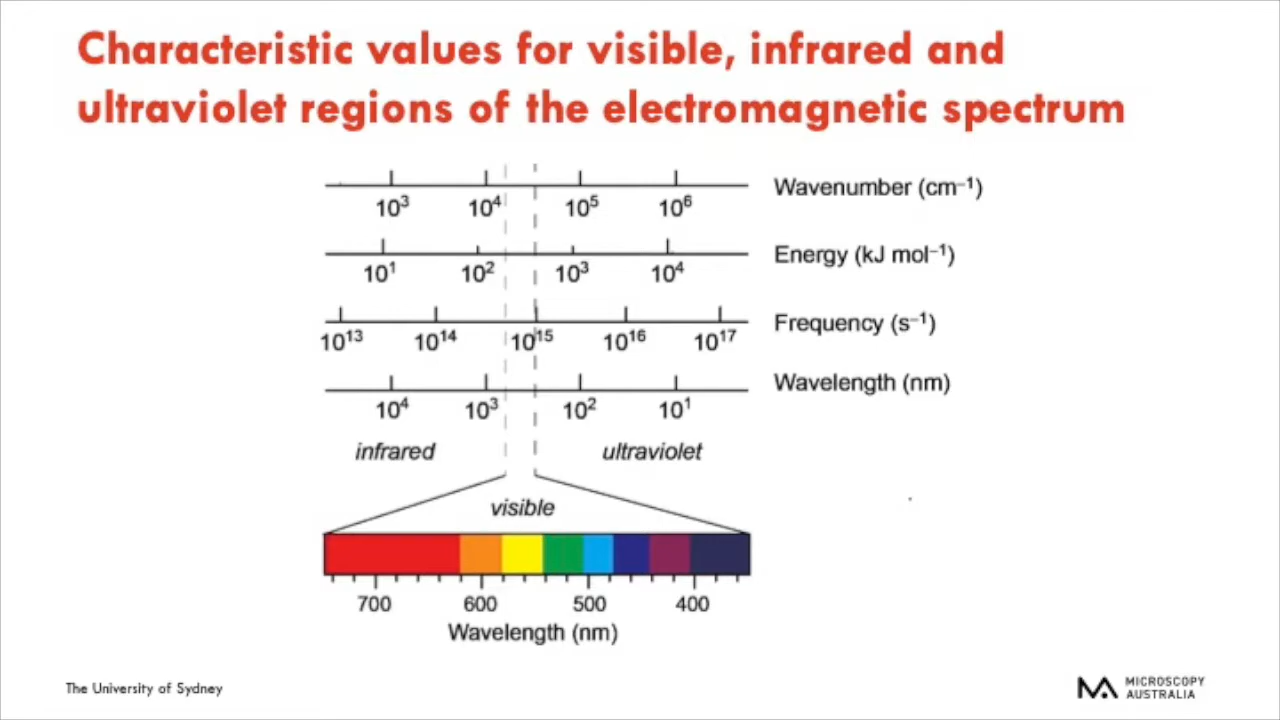 Characteristic values for visible, infrared and
ultraviolet regions of the electromagnetic spectrum
10³ 10⁴ 10⁵ 10⁶ Wavenumber (cm⁻¹)
10¹ 10² 10³ 10⁴ Energy (kJ mol⁻¹)
10¹³ 10¹⁴ 10¹⁵ 10¹⁶ 10¹⁷ Frequency (s⁻¹)
10⁴ 10³ 10² 10¹ Wavelength (nm)
infrared ultraviolet
visible
700 600 500 400
Wavelength (nm)
The University of Sydney
MICROSCOPY
AUSTRALIA